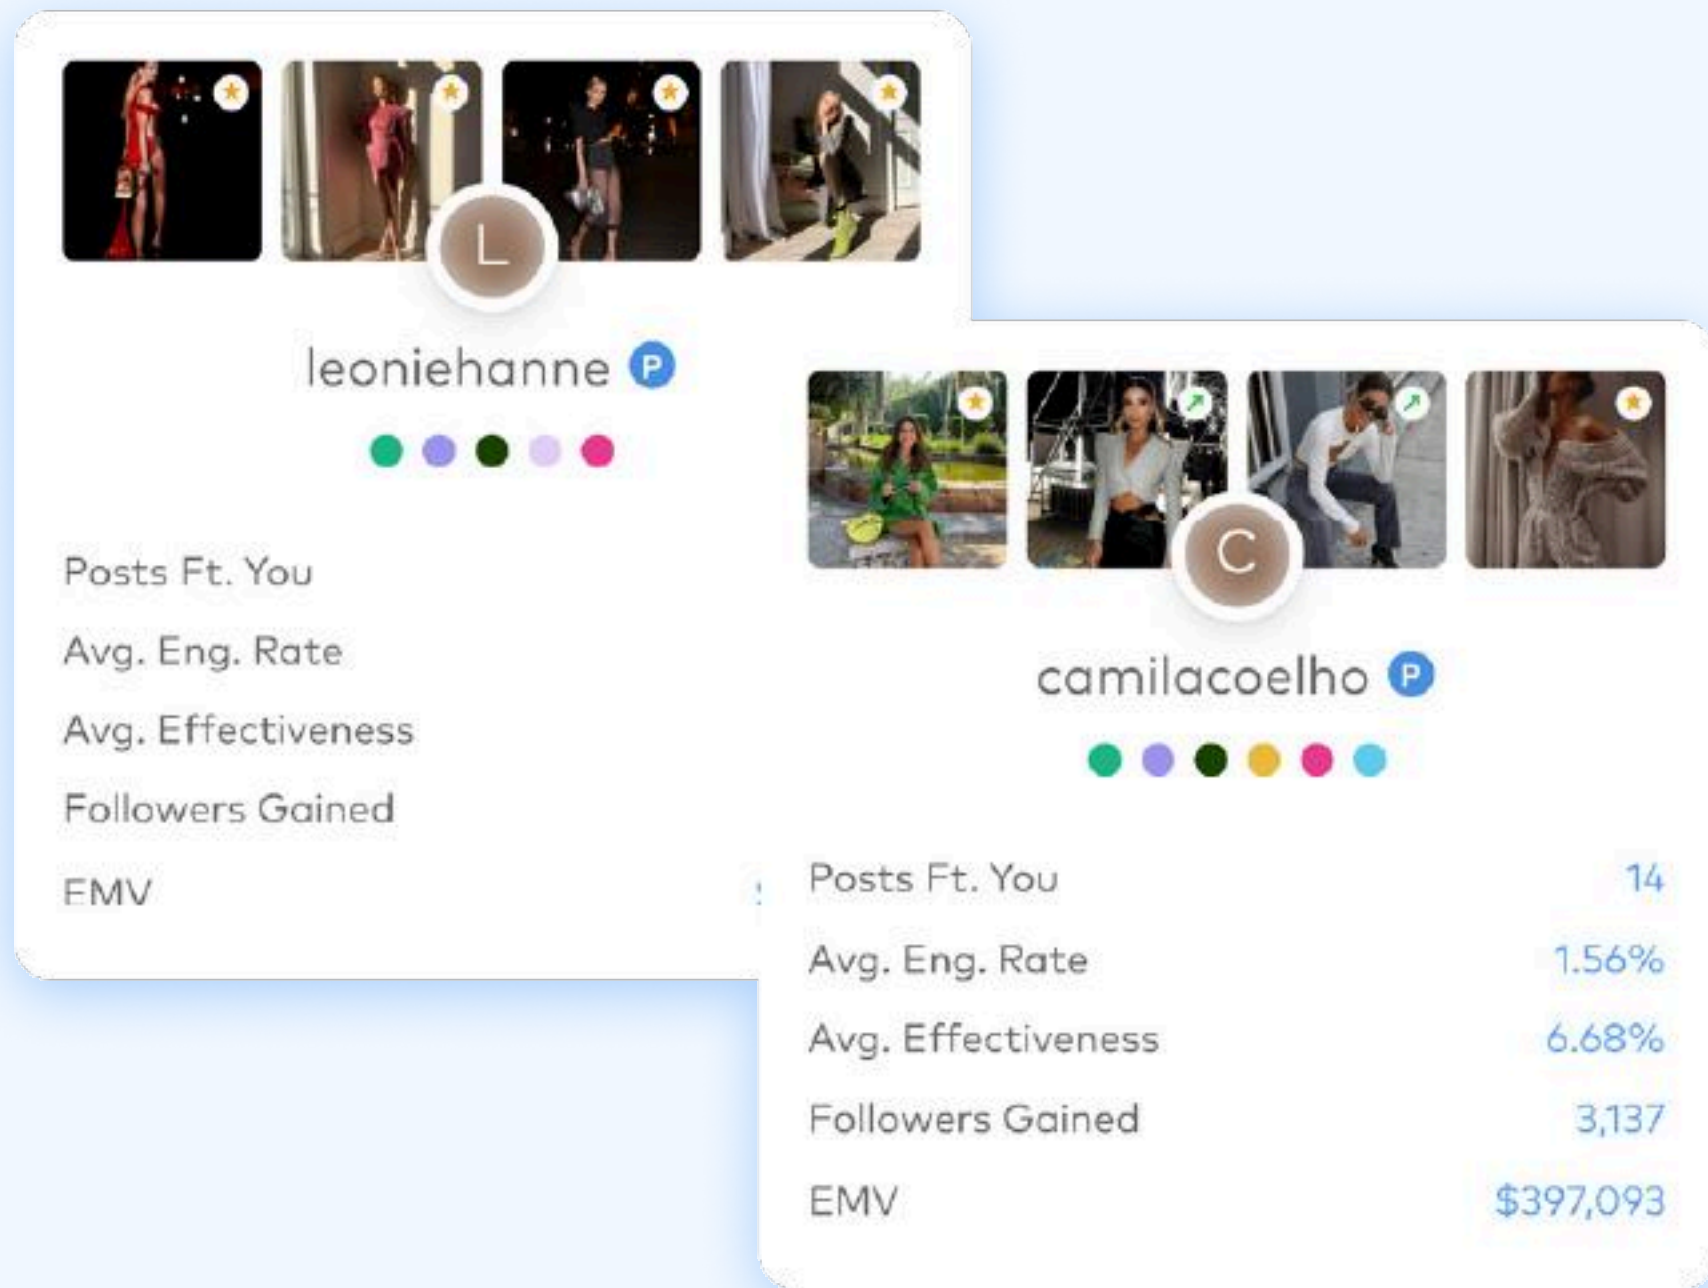 L
leoniehanne P
Posts Ft. You
Avg. Eng. Rate
Avg. Effectiveness
Followers Gained
EMV
C
camilacoelho P
Posts Ft. You 14
Avg. Eng. Rate 1.56%
Avg. Effectiveness 6.68%
Followers Gained 3,137
EMV $397,093